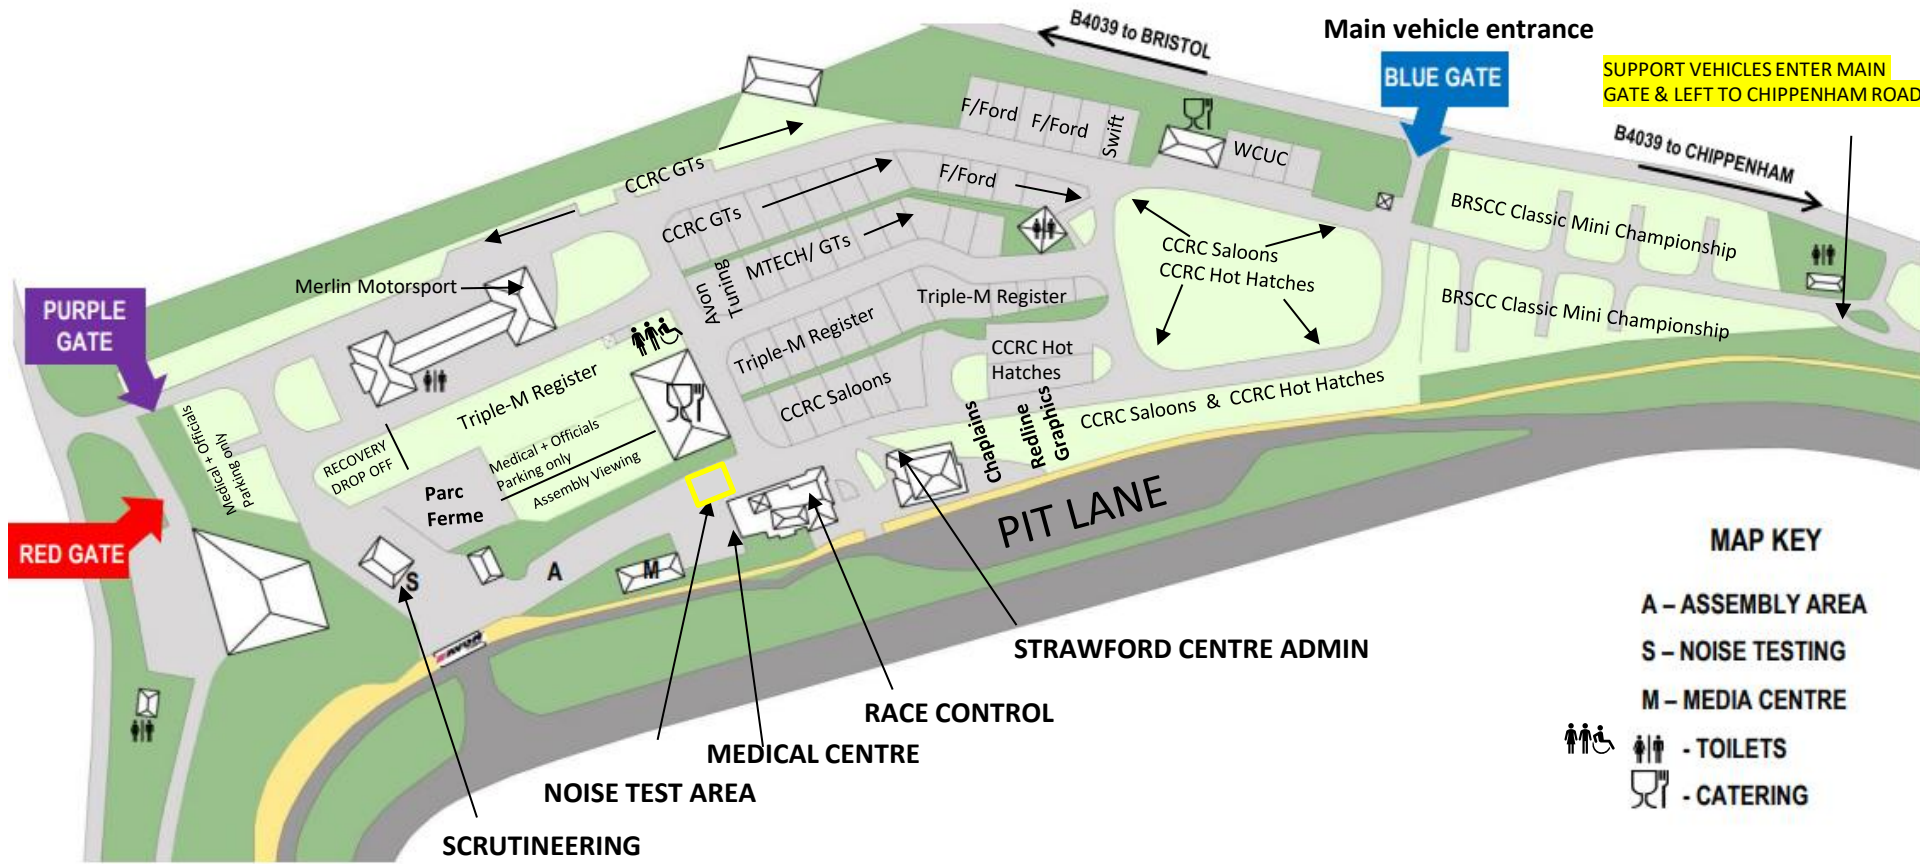 B4039 to BRISTOL
Main vehicle entrance
BLUE GATE
SUPPORT VEHICLES ENTER MAIN
GATE & LEFT TO CHIPPENHAM ROAD
B4039 to CHIPPENHAM
F/Ford
F/Ford
Swift
WCUC
CCRC GTs
CCRC GTs
F/Ford
MTECH/ GTs
Avon
Tuning
Merlin Motorsport
CCRC Saloons
CCRC Hot Hatches
BRSCC Classic Mini Championship
BRSCC Classic Mini Championship
PURPLE
GATE
Triple-M Register
Triple-M Register
CCRC Hot
Hatches
CCRC Saloons
CCRC Saloons & CCRC Hot Hatches
Triple-M Register
Medical + Officials
Parking only
RECOVERY
DROP OFF
Medical + Officials
Parking only
Assembly Viewing
Parc
Ferme
Chaplains
Redline
Graphics
PIT LANE
RED GATE
S
A
M
AVON
STRAWFORD CENTRE ADMIN
RACE CONTROL
MEDICAL CENTRE
NOISE TEST AREA
SCRUTINEERING
MAP KEY
A – ASSEMBLY AREA
S – NOISE TESTING
M – MEDIA CENTRE
- TOILETS
- CATERING